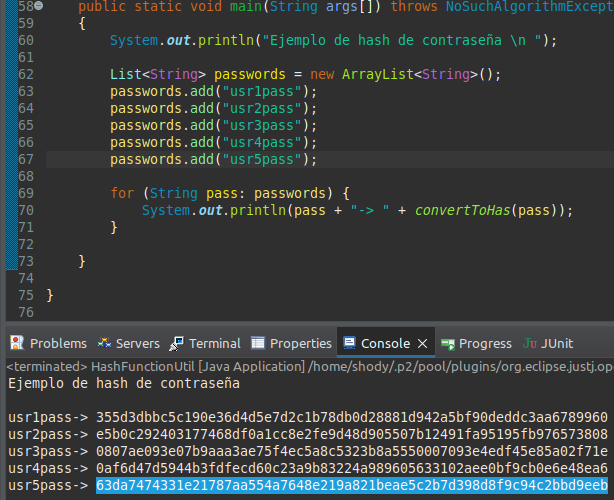 58 public static void main(String args[]) throws NoSuchAlgorithmExcept
59 {
60 System.out.println("Ejemplo de hash de contraseña \n ");
61
62 List<String> passwords = new ArrayList<String>();
63 passwords.add("usr1pass");
64 passwords.add("usr2pass");
65 passwords.add("usr3pass");
66 passwords.add("usr4pass");
67 passwords.add("usr5pass");
68
69 for (String pass: passwords) {
70 System.out.println(pass + "-> " + convertToHas(pass));
71 }
72
73 }
74
75 }
76
Problems Servers Terminal Properties Console Progress JUnit
<terminated> HashFunctionUtil [Java Application] /home/shody/.p2/pool/plugins/org.eclipse.justj.op
Ejemplo de hash de contraseña
usr1pass-> 355d3dbbc5c190e36d4d5e7d2c1b78db0d28881d942a5bf90deddc3aa6789960
usr2pass-> e5b0c292403177468df0a1cc8e2fe9d48d905507b12491fa95195fb976573808
usr3pass-> 0807ae093e07b9aaa3ae75f4ec5a8c5323b8a5550007093e4edf45e85a02f71e
usr4pass-> 0af6d47d5944b3fdfecd60c23a9b83224a989605633102aee0bf9cb0e6e48ea6
usr5pass-> 63da7474331e21787aa554a7648e219a821beae5c2b7d398d8f9c94c2bbd9eeb